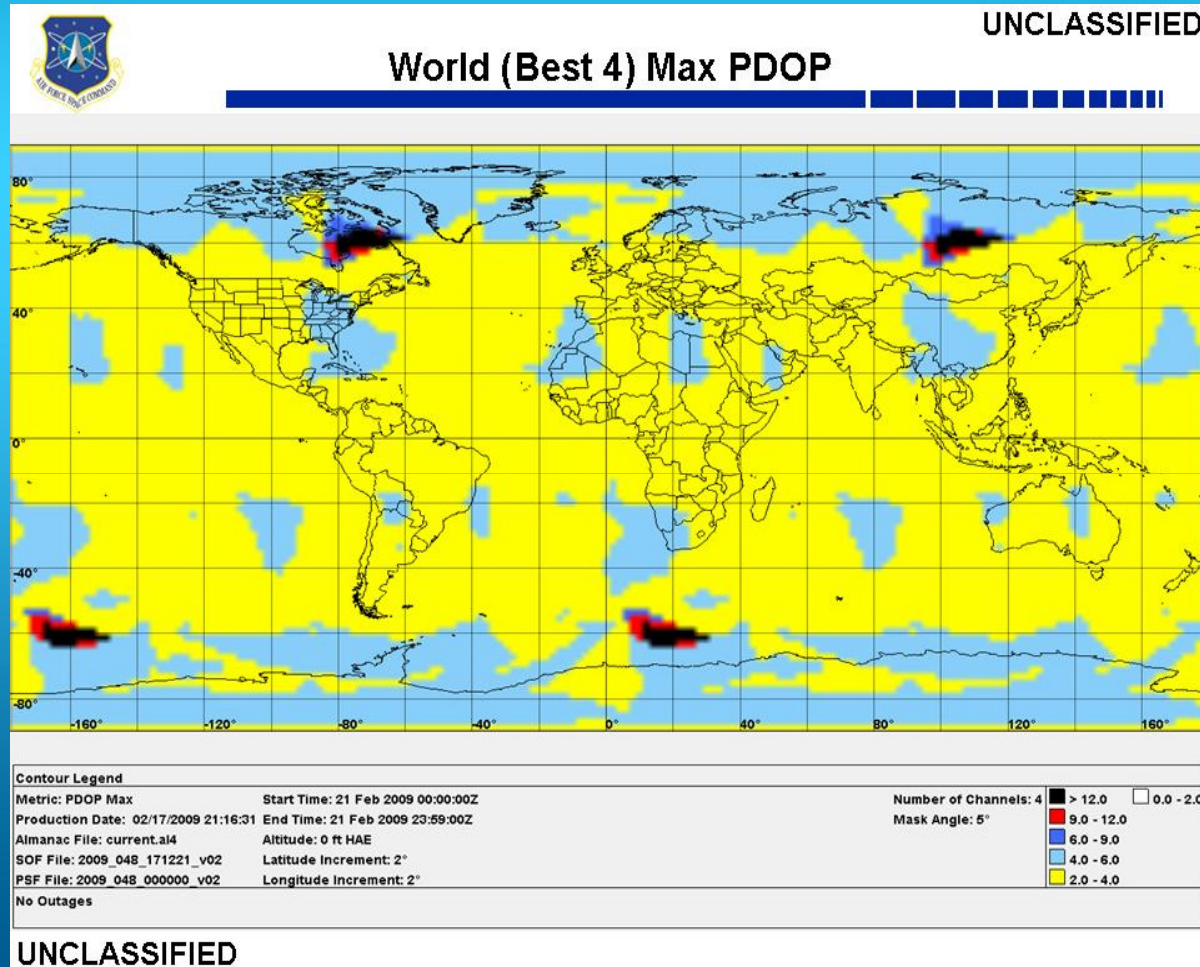 UNCLASSIFIED
AIR FORCE SPACE COMMAND
World (Best 4) Max PDOP
80°
40°
0°
-40°
-80°
-160° -120° -80° -40° 0° 40° 80° 120° 160°
Contour Legend
Metric: PDOP Max Start Time: 21 Feb 2009 00:00:00Z Number of Channels: 4 > 12.0 0.0 - 2.0
Production Date: 02/17/2009 21:16:31 End Time: 21 Feb 2009 23:59:00Z Mask Angle: 5° 9.0 - 12.0
Almanac File: current.al4 Altitude: 0 ft HAE 6.0 - 9.0
SOF File: 2009_048_171221_v02 Latitude Increment: 2° 4.0 - 6.0
PSF File: 2009_048_000000_v02 Longitude Increment: 2° 2.0 - 4.0
No Outages
UNCLASSIFIED